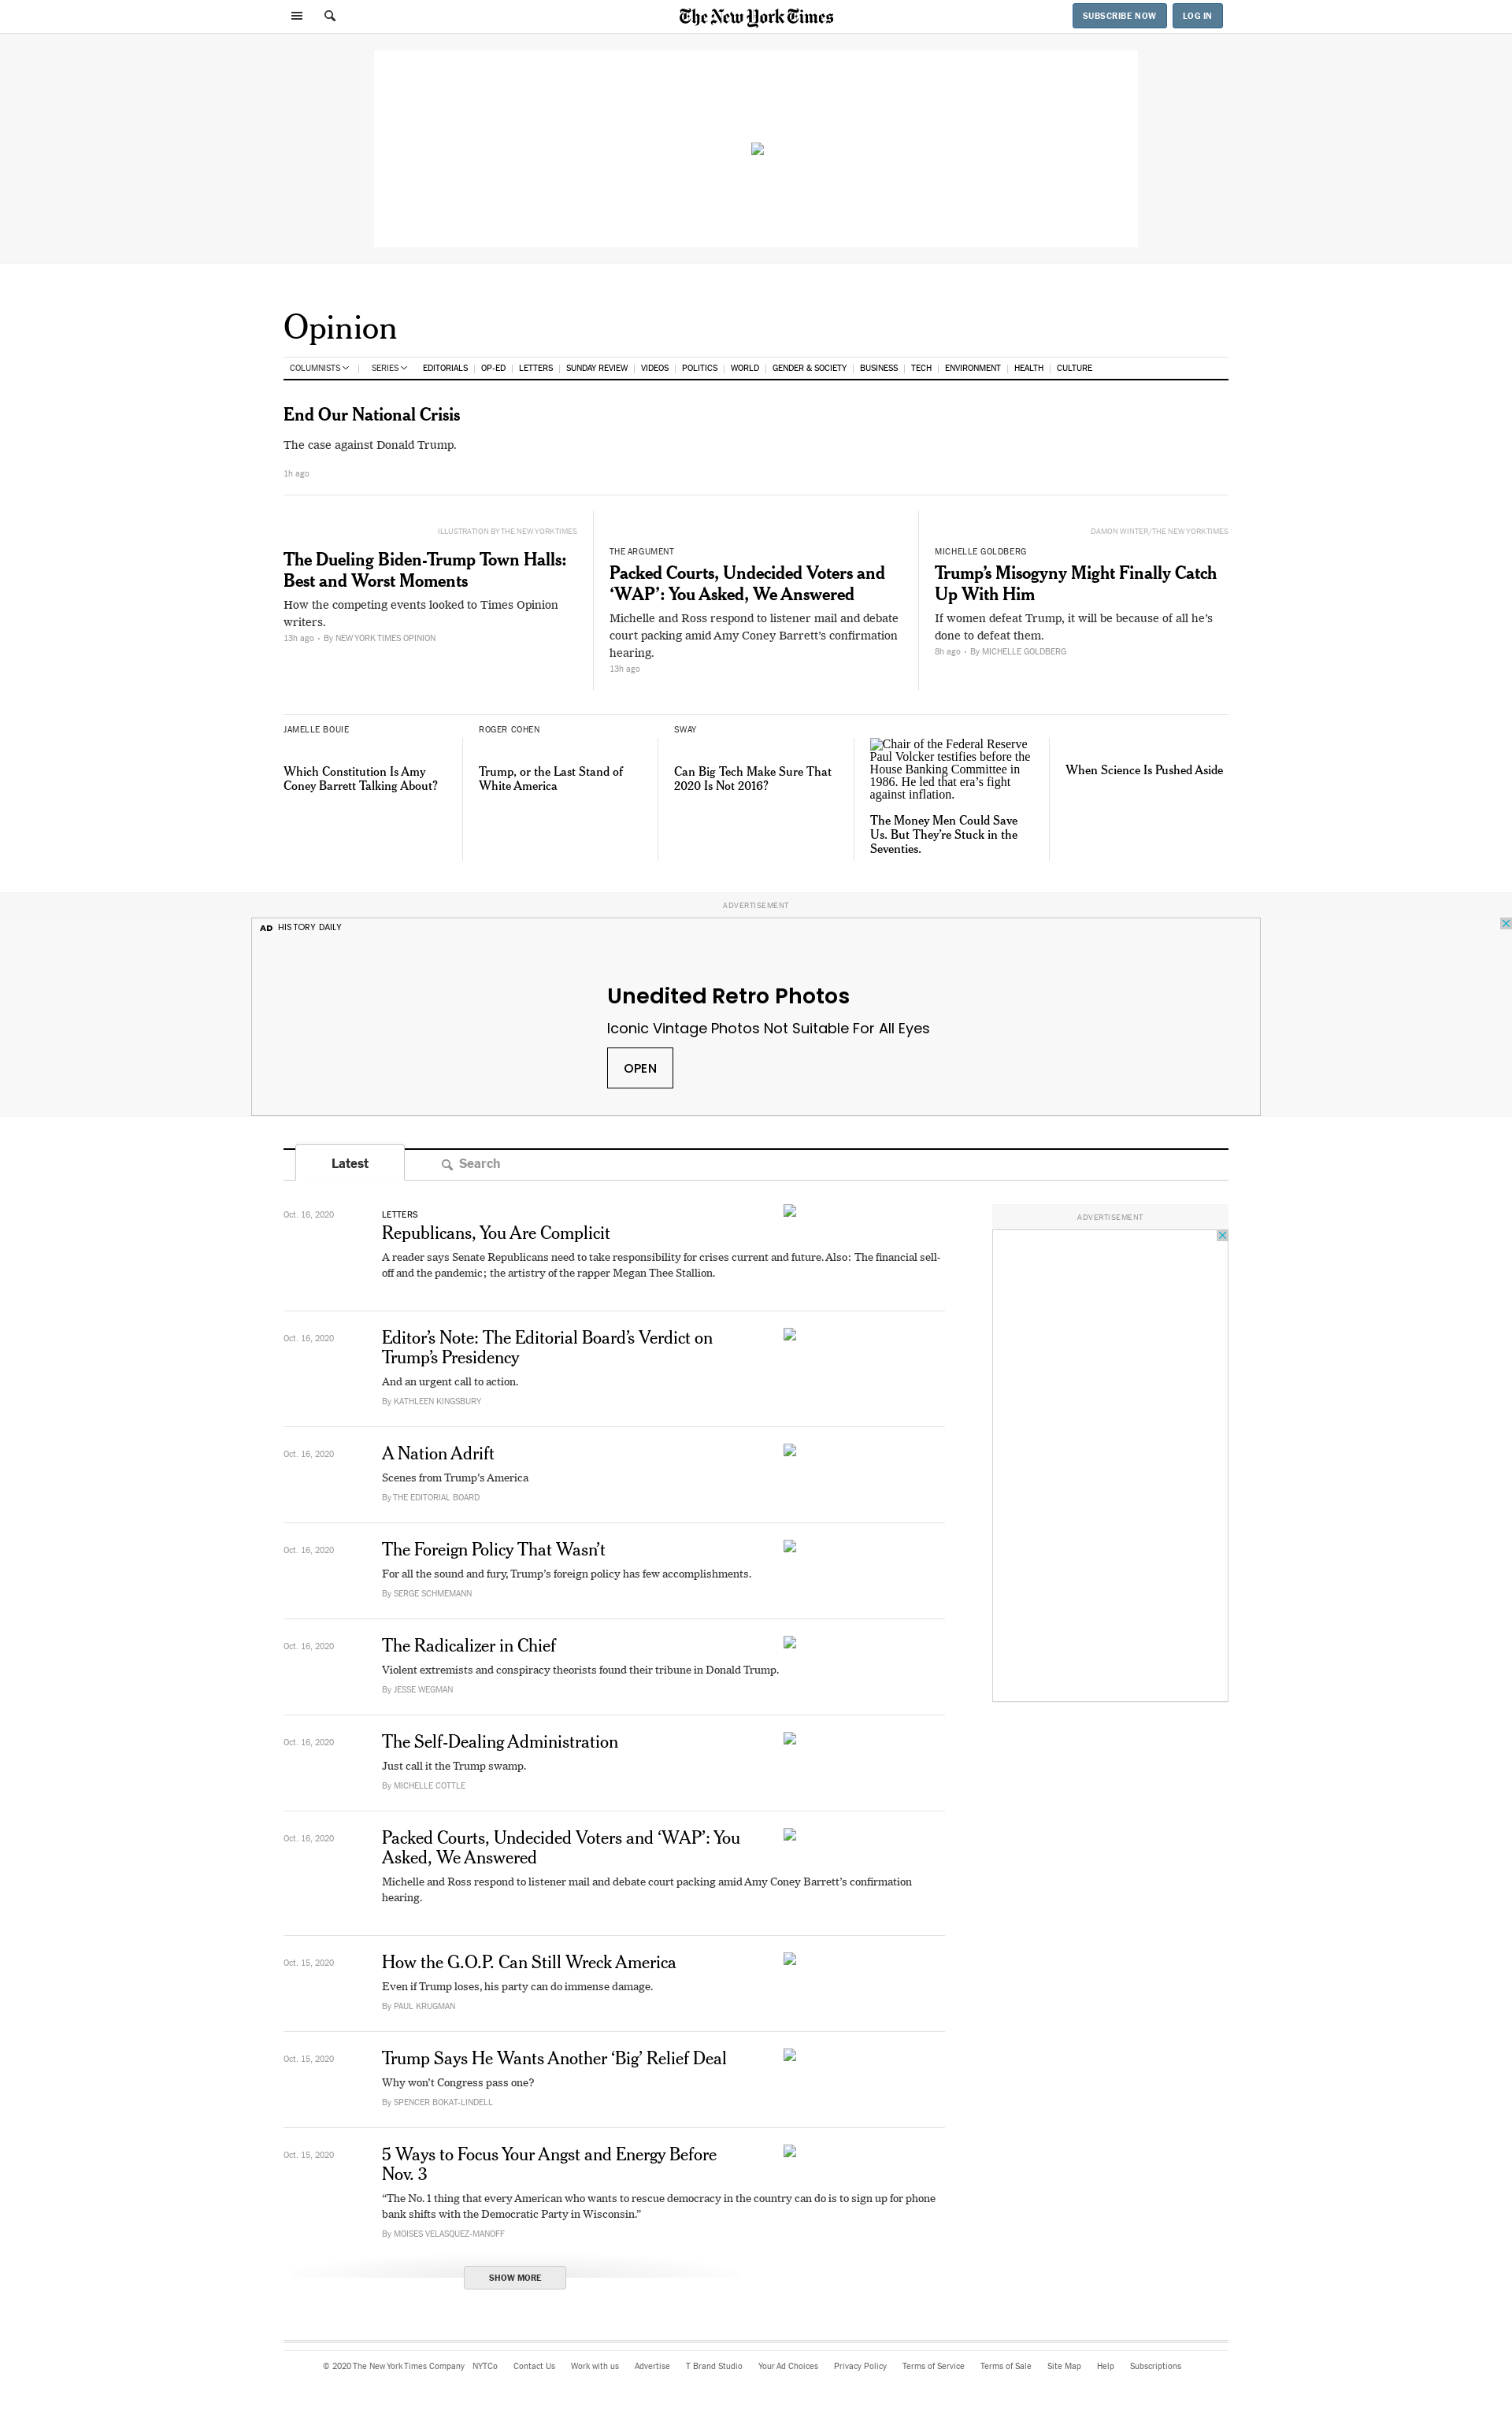 The New York Times
SUBSCRIBE NOW
LOG IN
Opinion
COLUMNISTS
SERIES
EDITORIALS
OP-ED
LETTERS
SUNDAY REVIEW
VIDEOS
POLITICS
WORLD
GENDER & SOCIETY
BUSINESS
TECH
ENVIRONMENT
HEALTH
CULTURE
End Our National Crisis
The case against Donald Trump.
1h ago
ILLUSTRATION BY THE NEW YORK TIMES
The Dueling Biden-Trump Town Halls:
Best and Worst Moments
How the competing events looked to Times Opinion
writers.
13h ago • By NEW YORK TIMES OPINION
THE ARGUMENT
Packed Courts, Undecided Voters and
‘WAP’: You Asked, We Answered
Michelle and Ross respond to listener mail and debate
court packing amid Amy Coney Barrett’s confirmation
hearing.
13h ago
DAMON WINTER/THE NEW YORK TIMES
MICHELLE GOLDBERG
Trump’s Misogyny Might Finally Catch
Up With Him
If women defeat Trump, it will be because of all he’s
done to defeat them.
8h ago • By MICHELLE GOLDBERG
JAMELLE BOUIE
Which Constitution Is Amy
Coney Barrett Talking About?
ROGER COHEN
Trump, or the Last Stand of
White America
SWAY
Can Big Tech Make Sure That
2020 Is Not 2016?
Chair of the Federal Reserve
Paul Volcker testifies before the
House Banking Committee in
1986. He led that era’s fight
against inflation.
The Money Men Could Save
Us. But They’re Stuck in the
Seventies.
When Science Is Pushed Aside
ADVERTISEMENT
AD HISTORY DAILY
Unedited Retro Photos
Iconic Vintage Photos Not Suitable For All Eyes
OPEN
Latest
Search
Oct. 16, 2020
LETTERS
Republicans, You Are Complicit
A reader says Senate Republicans need to take responsibility for crises current and future. Also: The financial sell-
off and the pandemic; the artistry of the rapper Megan Thee Stallion.
ADVERTISEMENT
Oct. 16, 2020
Editor’s Note: The Editorial Board’s Verdict on
Trump’s Presidency
And an urgent call to action.
By KATHLEEN KINGSBURY
Oct. 16, 2020
A Nation Adrift
Scenes from Trump’s America
By THE EDITORIAL BOARD
Oct. 16, 2020
The Foreign Policy That Wasn’t
For all the sound and fury, Trump’s foreign policy has few accomplishments.
By SERGE SCHMEMANN
Oct. 16, 2020
The Radicalizer in Chief
Violent extremists and conspiracy theorists found their tribune in Donald Trump.
By JESSE WEGMAN
Oct. 16, 2020
The Self-Dealing Administration
Just call it the Trump swamp.
By MICHELLE COTTLE
Oct. 16, 2020
Packed Courts, Undecided Voters and ‘WAP’: You
Asked, We Answered
Michelle and Ross respond to listener mail and debate court packing amid Amy Coney Barrett’s confirmation
hearing.
Oct. 15, 2020
How the G.O.P. Can Still Wreck America
Even if Trump loses, his party can do immense damage.
By PAUL KRUGMAN
Oct. 15, 2020
Trump Says He Wants Another ‘Big’ Relief Deal
Why won’t Congress pass one?
By SPENCER BOKAT-LINDELL
Oct. 15, 2020
5 Ways to Focus Your Angst and Energy Before
Nov. 3
“The No. 1 thing that every American who wants to rescue democracy in the country can do is to sign up for phone
bank shifts with the Democratic Party in Wisconsin.”
By MOISES VELASQUEZ-MANOFF
SHOW MORE
© 2020 The New York Times Company NYTCo Contact Us Work with us Advertise T Brand Studio Your Ad Choices Privacy Policy Terms of Service Terms of Sale Site Map Help Subscriptions